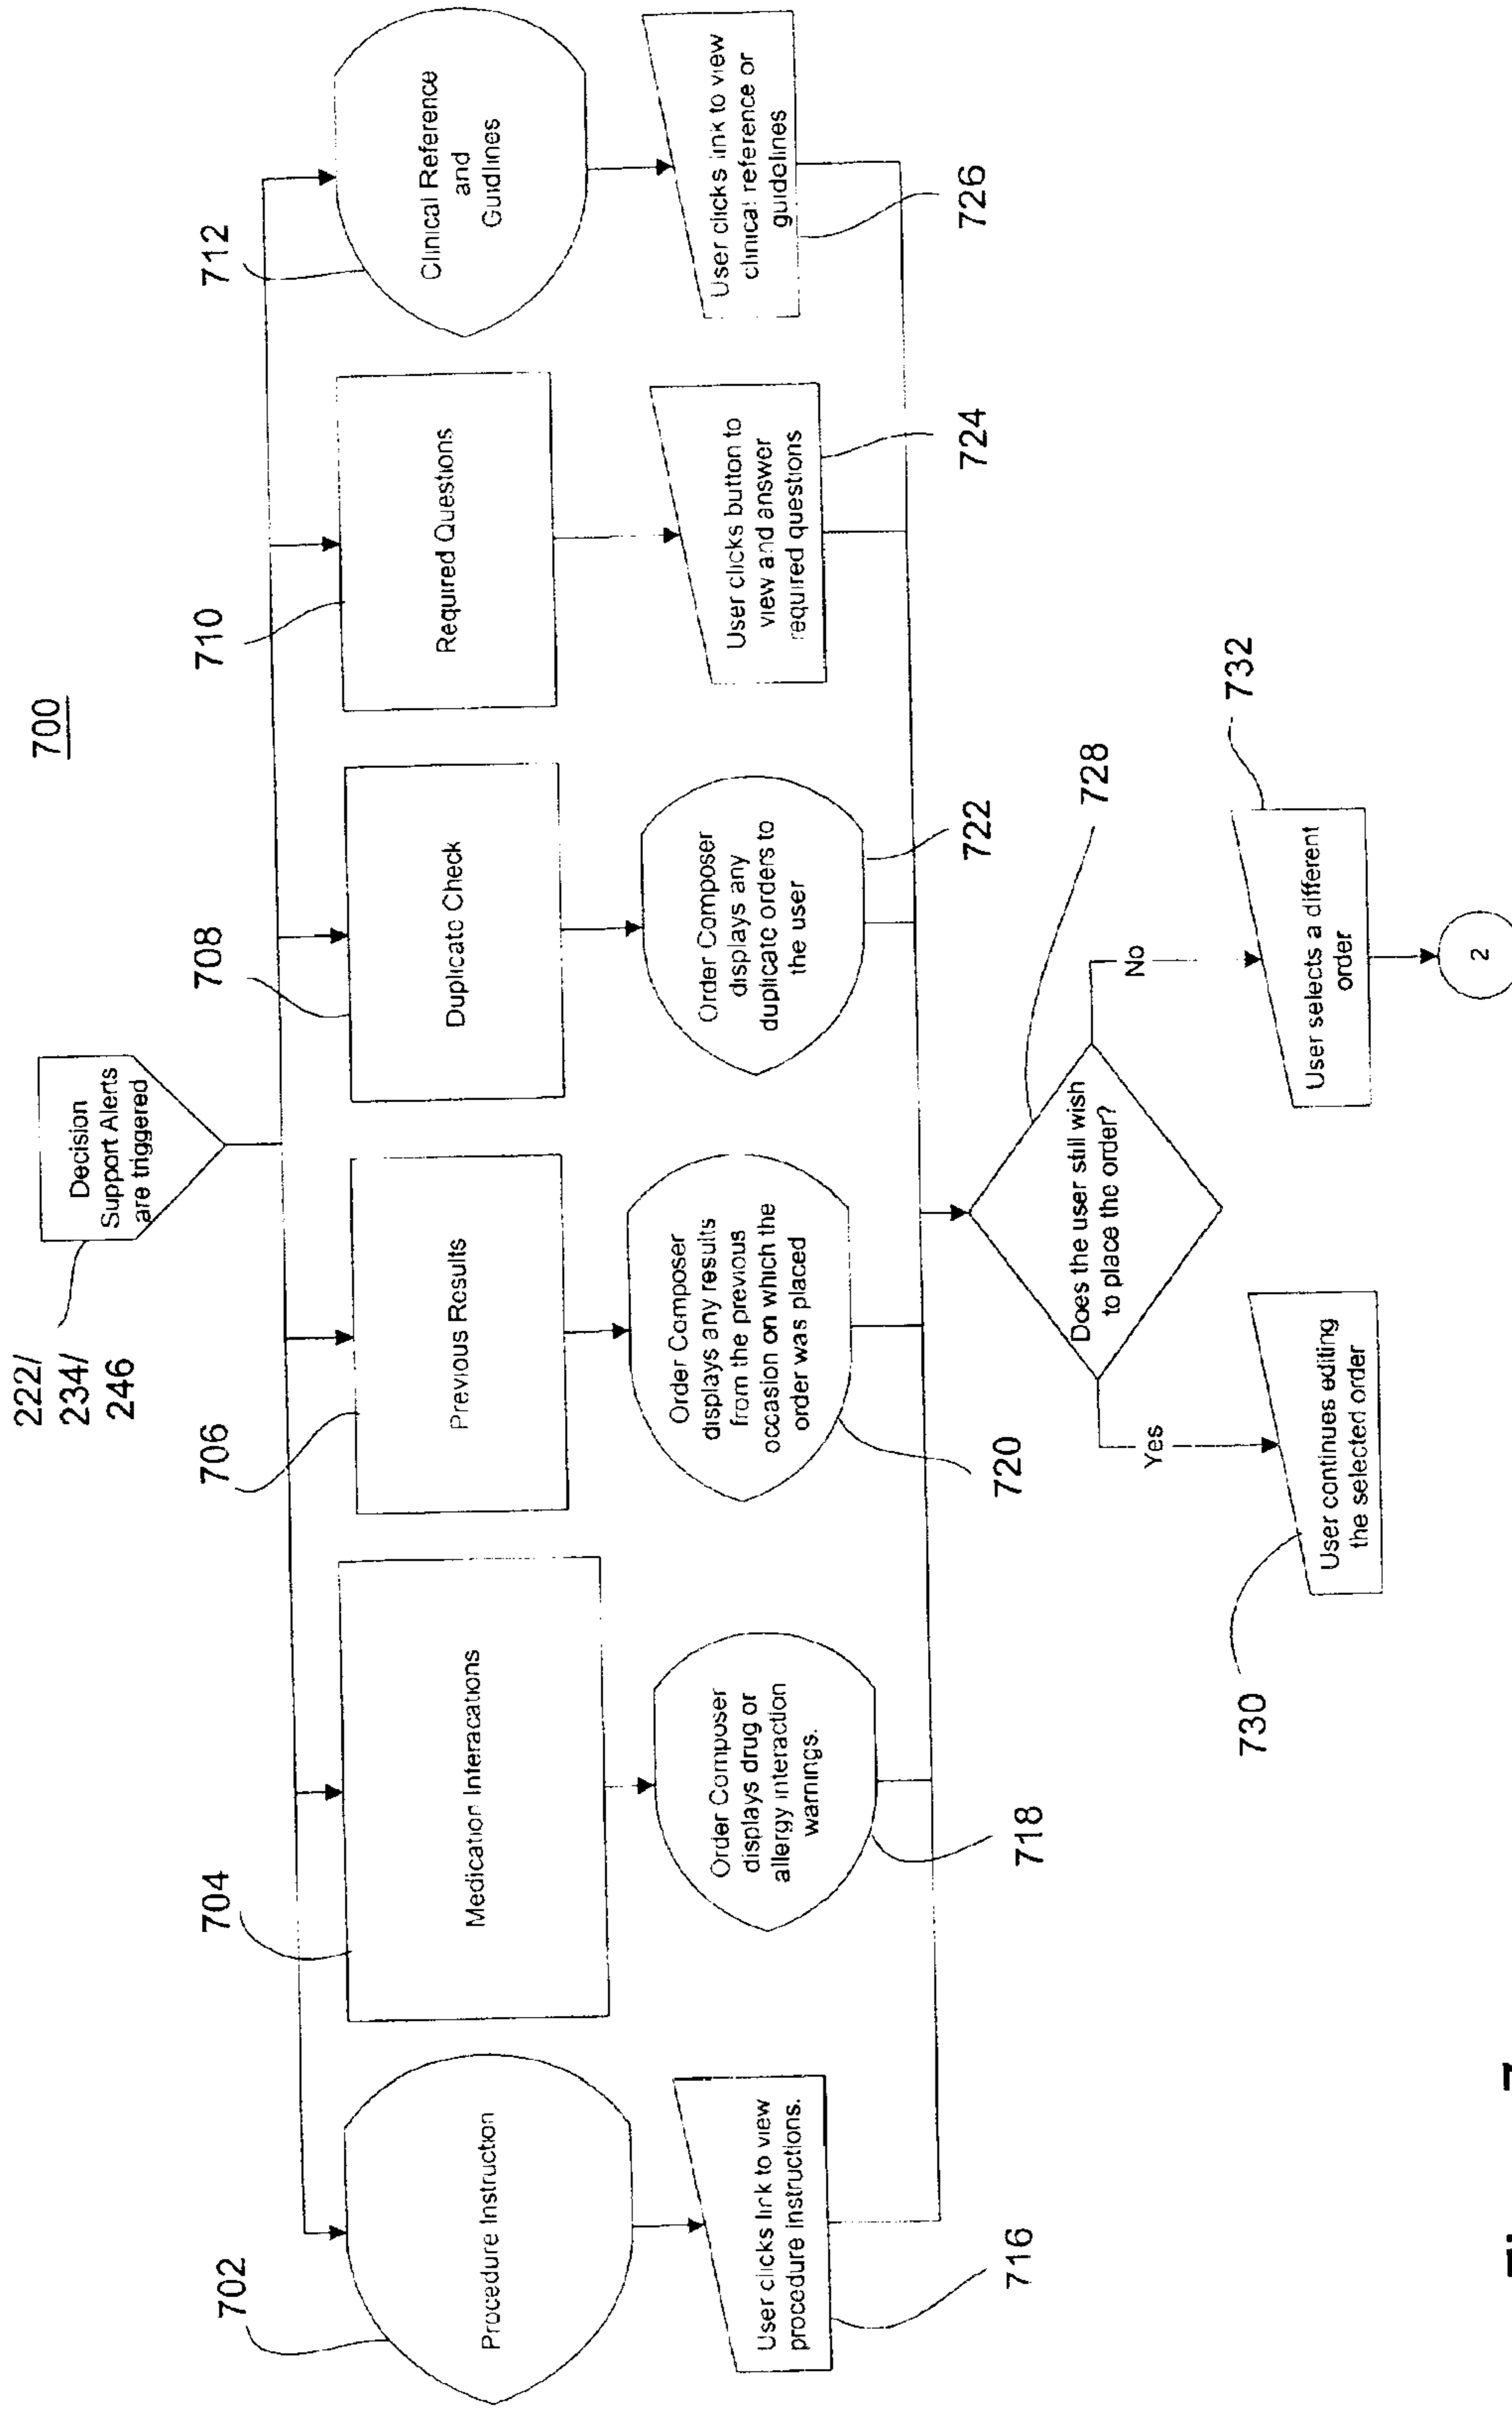 700
222/
234/
246
Decision
Support Alerts
are triggered
702
704
706
708
710
712
Procedure Instruction
Medication Interacations
Previous Results
Duplicate Check
Required Questions
Clinical Reference
and
Guidlines
User clicks link to view
procedure instructions.
Order Composer
displays drug or
allergy interaction
warnings.
Order Composer
displays any results
from the previous
occasion on which the
order was placed
Order Composer
displays any
duplicate orders to
the user
User clicks button to
view and answer
required questions
User clicks link to view
clinical reference or
guidelines
716
718
720
722
724
726
Does the user still wish
to place the order?
728
Yes
No
730
User continues editing
the selected order
732
User selects a different
order
2